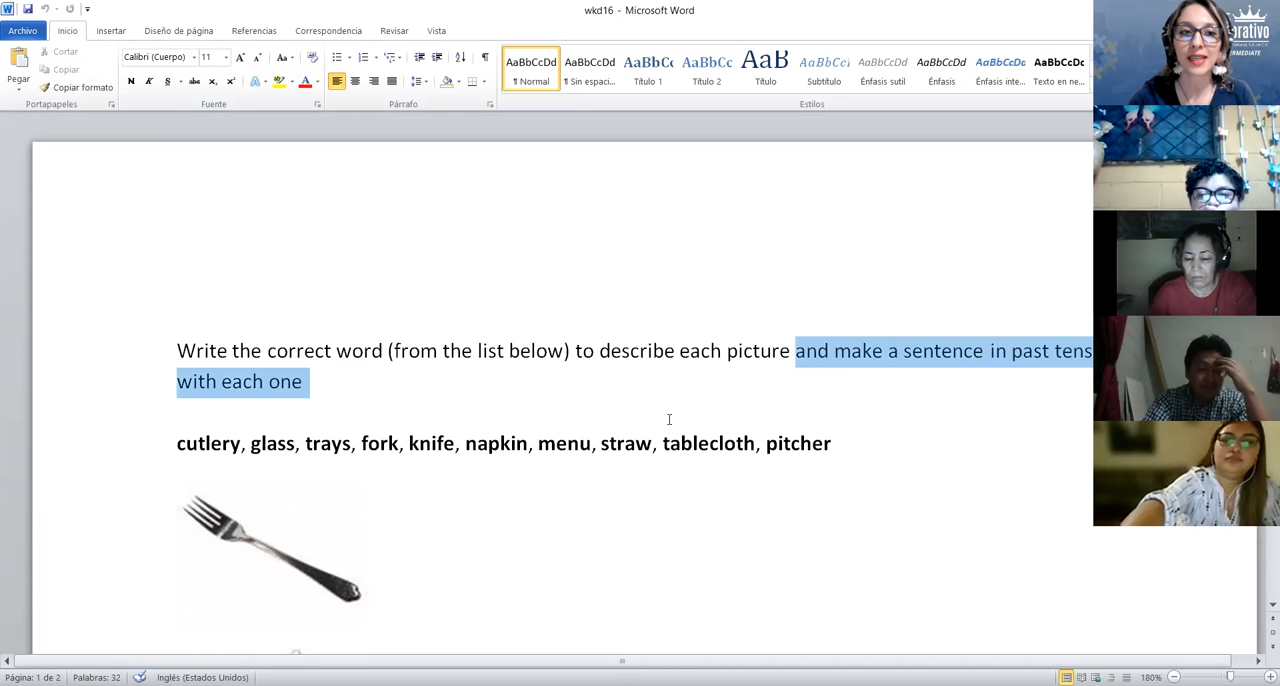 wkd16 - Microsoft Word
Archivo Inicio Insertar Diseño de página Referencias Correspondencia Revisar Vista
Pegar
Cortar
Copiar
Copiar formato
Portapapeles
Calibri (Cuerpo) 11
Fuente
Párrafo
AaBbCcDd AaBbCcDd AaBbCc AaBbCc AaB AaBbCcI AaBbCcDd AaBbCcDd AaBbCcDc AaBbCcDc
¶ Normal ¶ Sin espaci... Título 1 Título 2 Título Subtítulo Énfasis sutil Énfasis Énfasis inte... Texto en ne...
Estilos
Write the correct word (from the list below) to describe each picture and make a sentence in past tens
with each one
cutlery, glass, trays, fork, knife, napkin, menu, straw, tablecloth, pitcher
Página: 1 de 2 Palabras: 32 Inglés (Estados Unidos) 180%